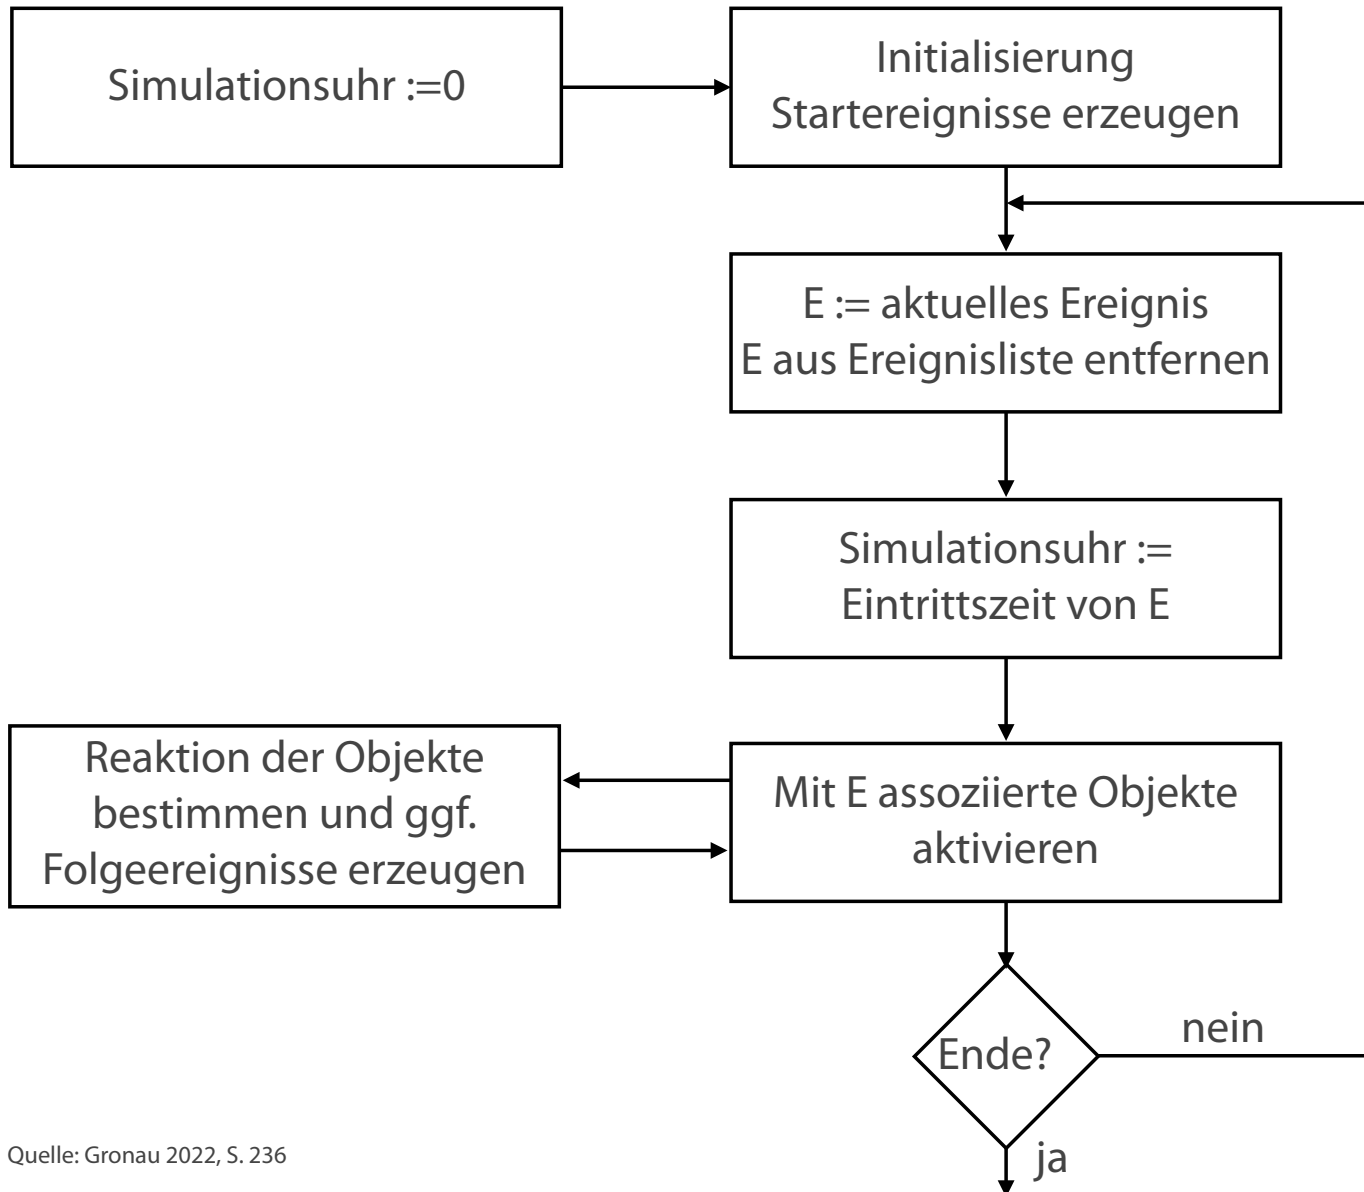 Simulationsuhr :=0
Initialisierung
Startereignisse erzeugen
E := aktuelles Ereignis
E aus Ereignisliste entfernen
Simulationsuhr :=
Eintrittszeit von E
Reaktion der Objekte
bestimmen und ggf.
Folgeereignisse erzeugen
Mit E assoziierte Objekte
aktivieren
Ende?
nein
ja
Quelle: Gronau 2022, S. 236